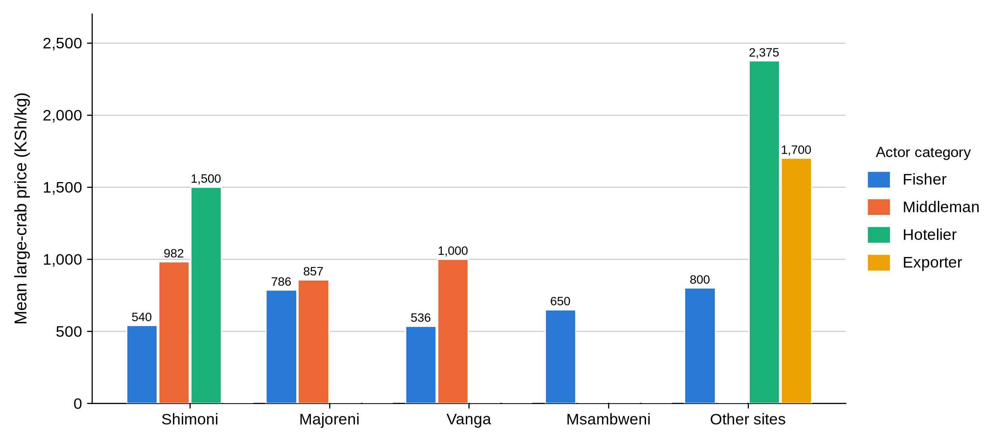 Mean large-crab price (KSh/kg)
2,500
2,000
1,500
1,000
500
0
540
982
1,500
786
857
536
1,000
650
800
2,375
1,700
Shimoni
Majoreni
Vanga
Msambweni
Other sites
Actor category
Fisher
Middleman
Hotelier
Exporter